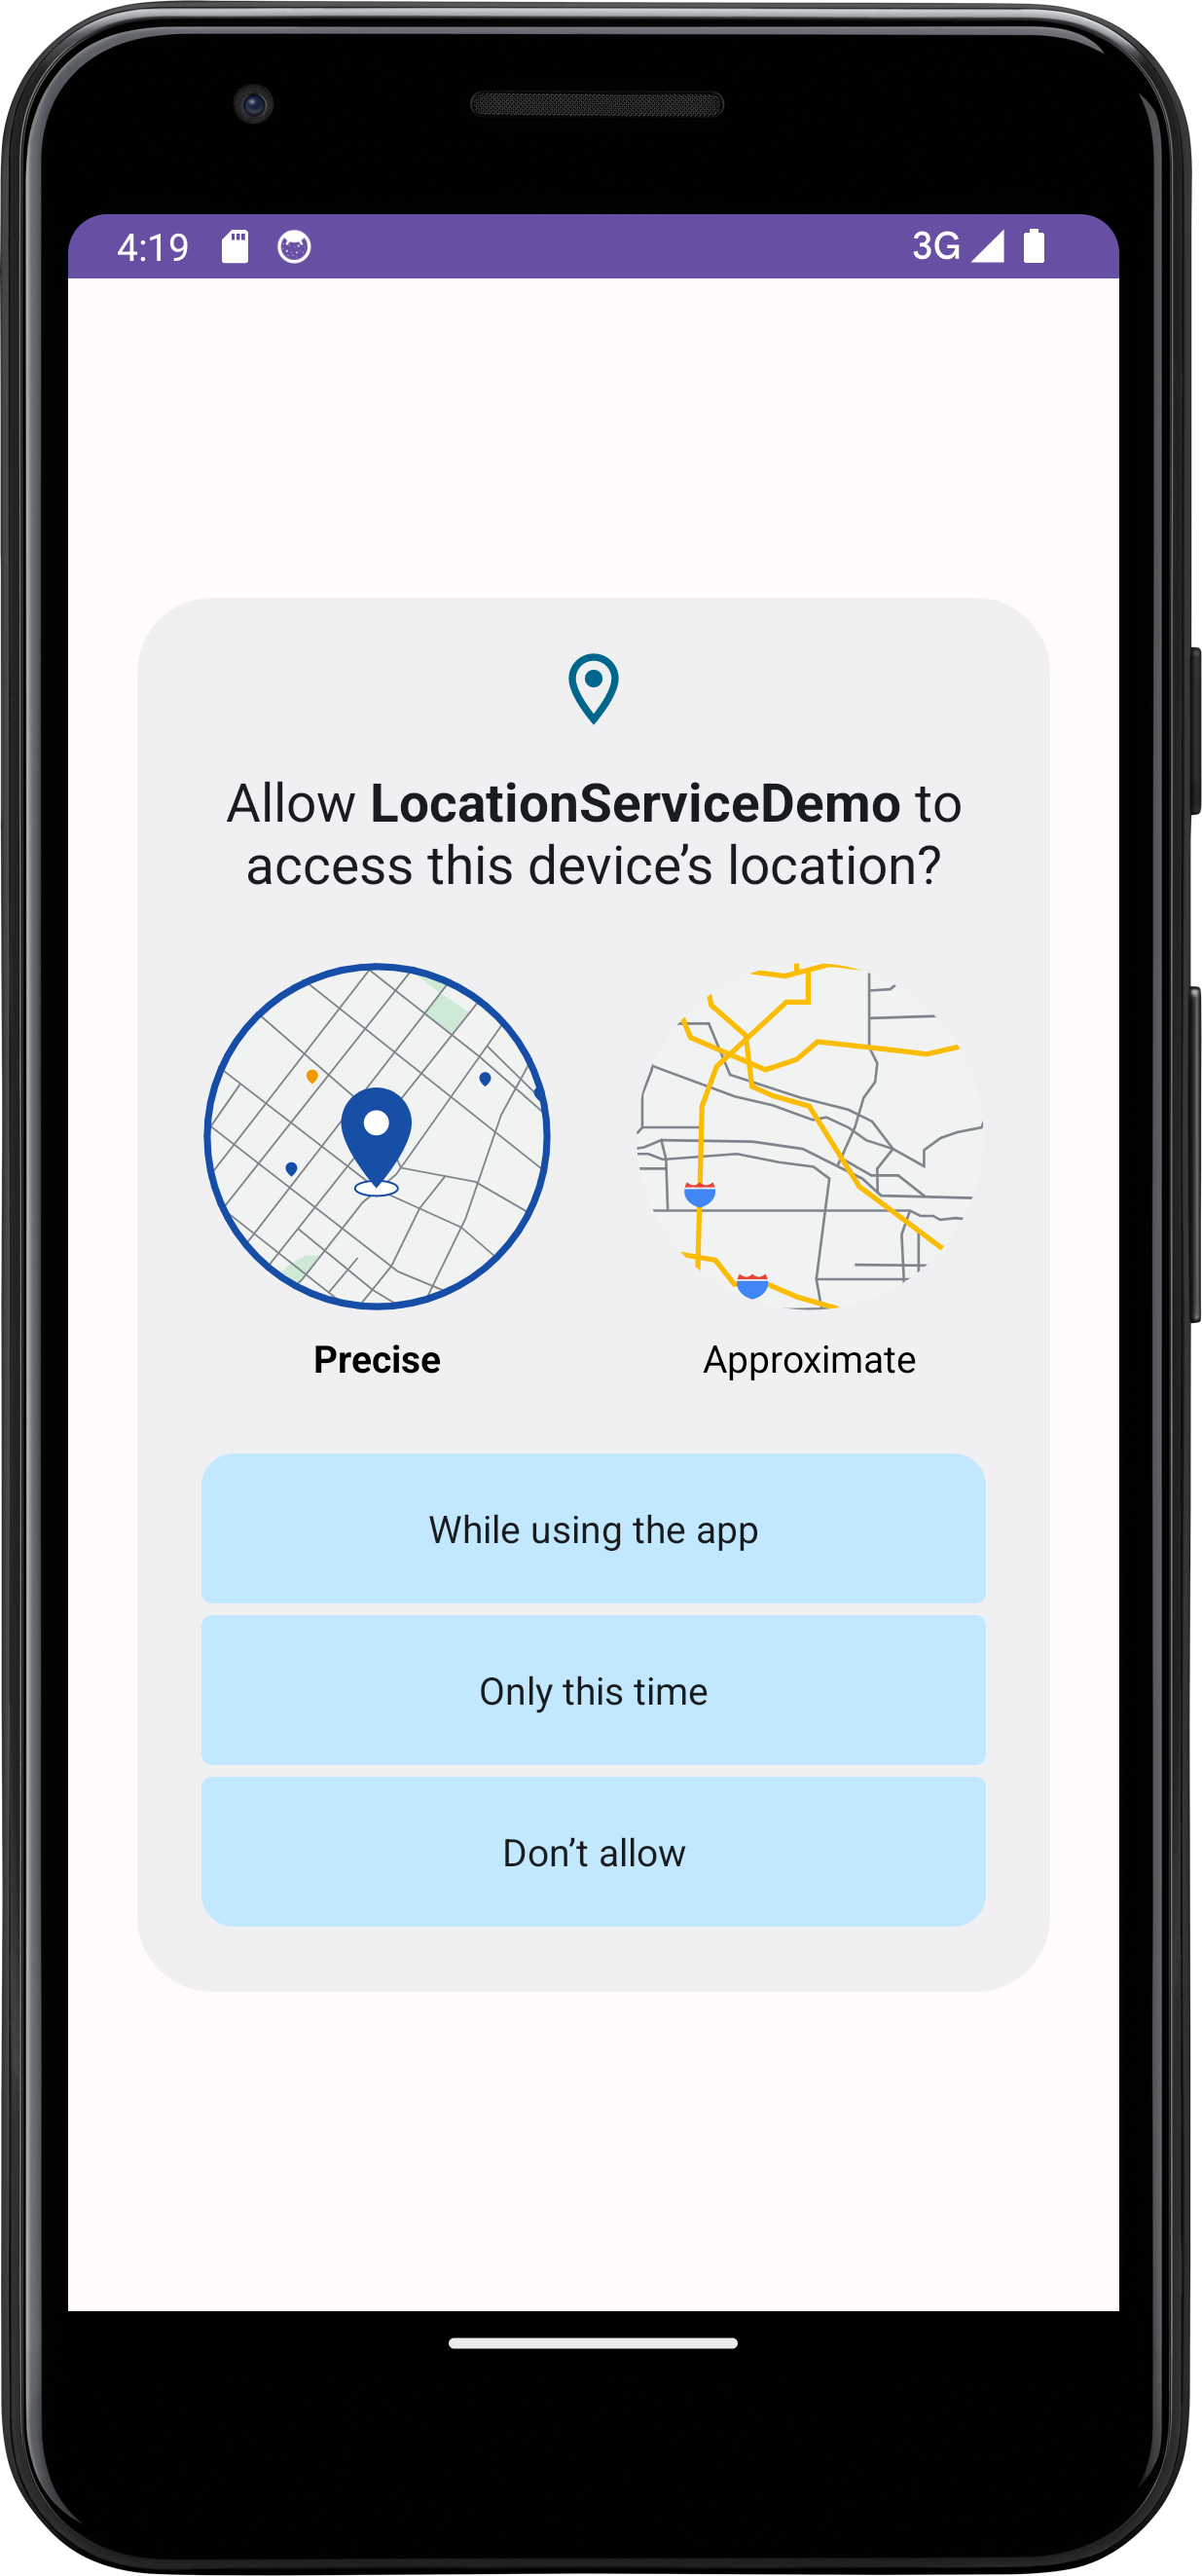 4:19
3G
Allow LocationServiceDemo to
access this device’s location?
Precise
Approximate
While using the app
Only this time
Don’t allow